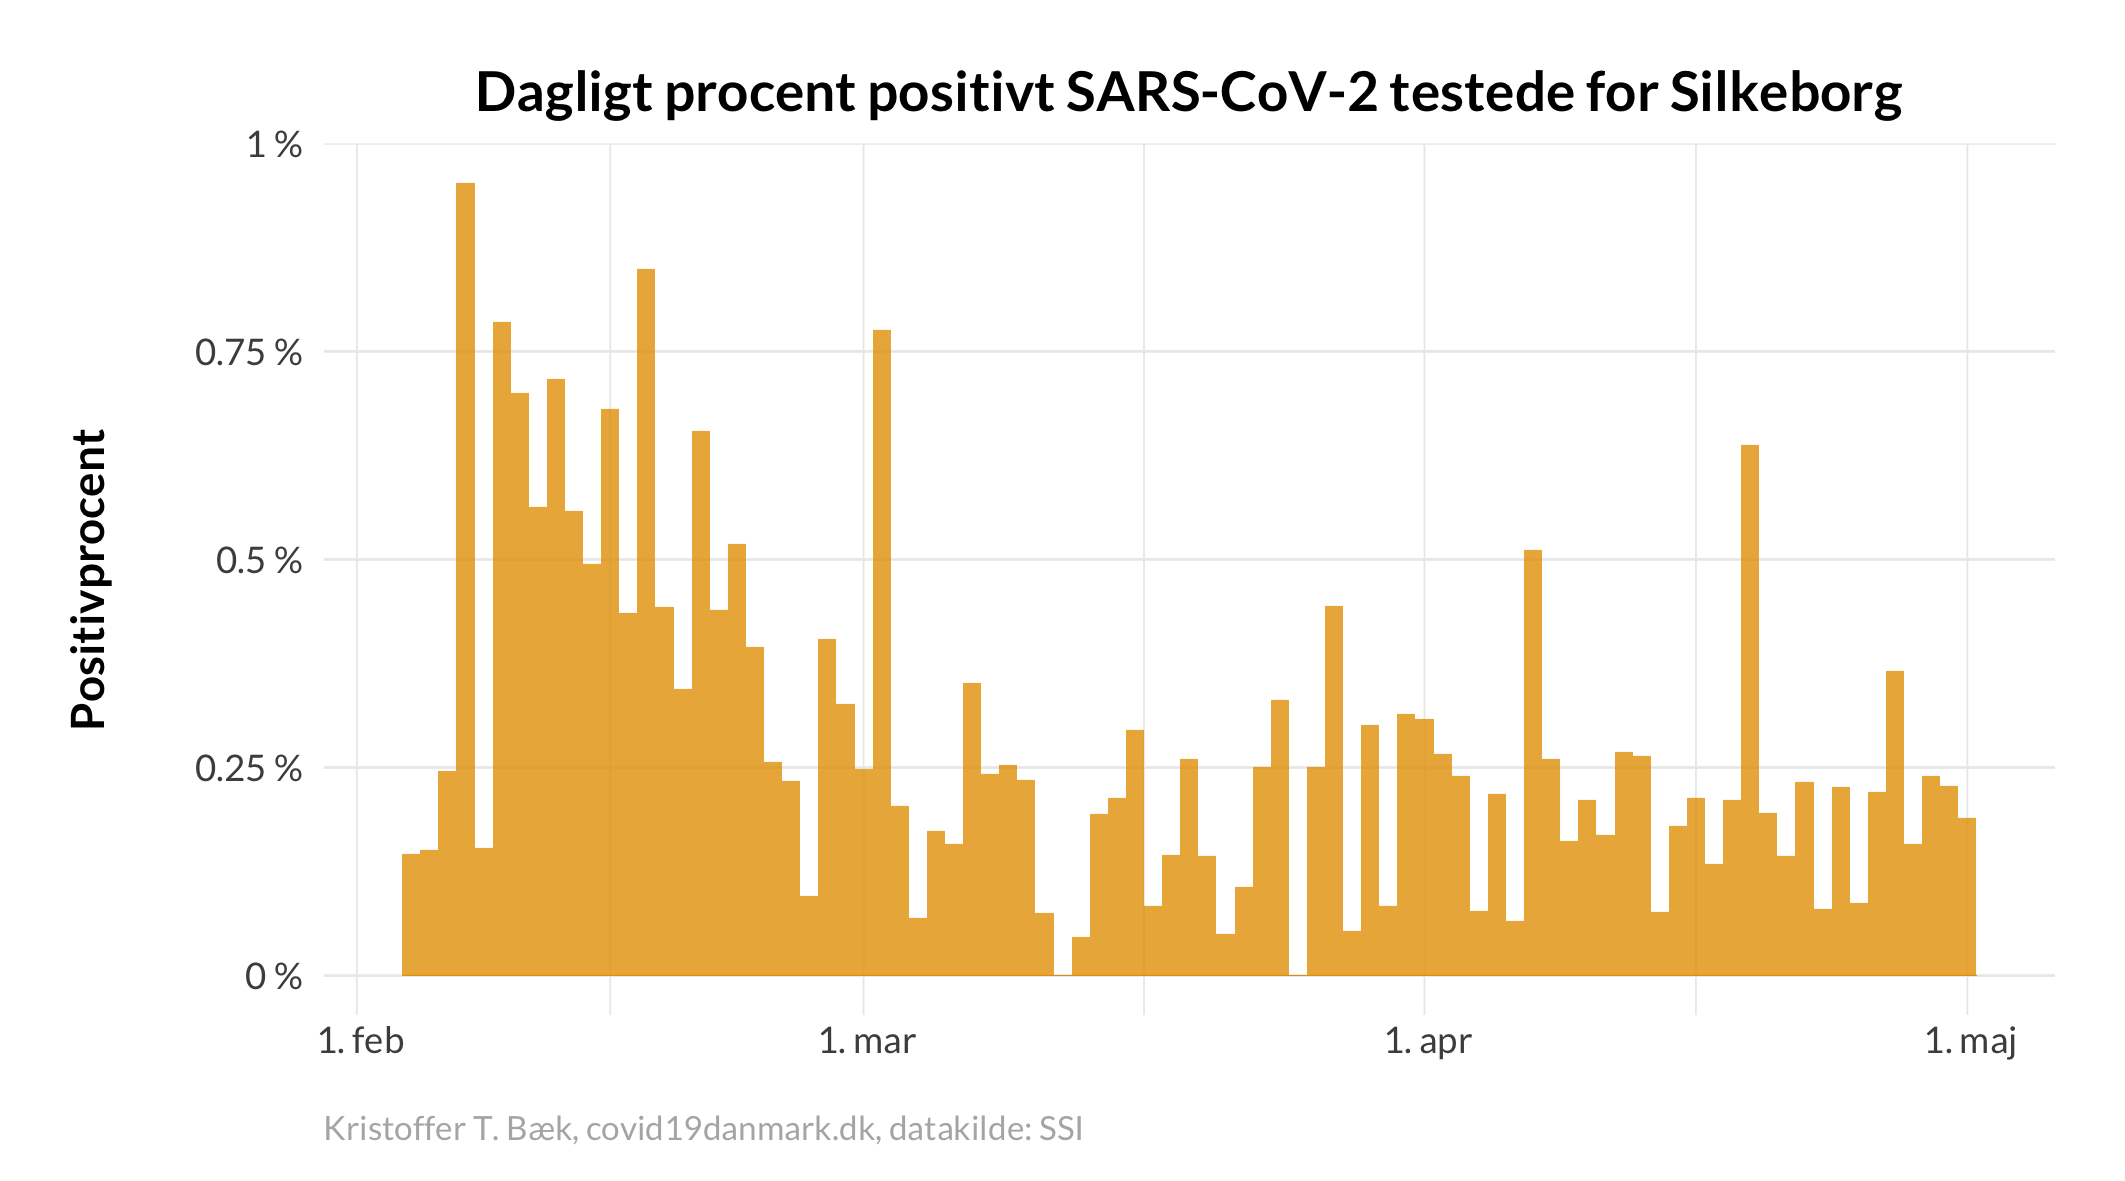 Dagligt procent positivt SARS-CoV-2 testede for Silkeborg
Positivprocent
1 %
0.75 %
0.5 %
0.25 %
0 %
1. feb
1. mar
1. apr
1. maj
Kristoffer T. Bæk, covid19danmark.dk, datakilde: SSI